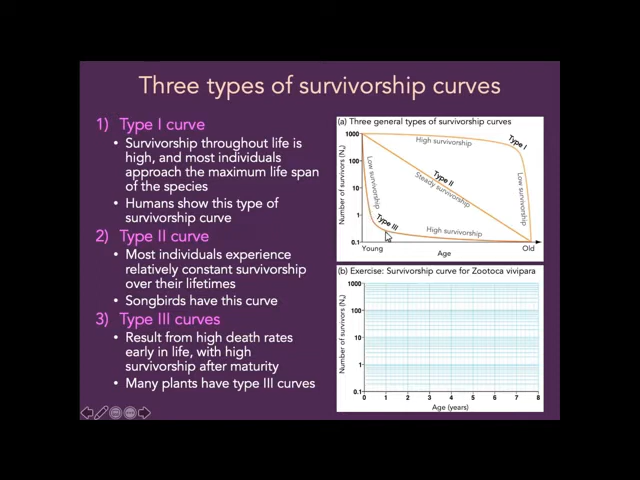 Three types of survivorship curves
1) Type I curve
• Survivorship throughout life is
high, and most individuals
approach the maximum life span
of the species
• Humans show this type of
survivorship curve
2) Type II curve
• Most individuals experience
relatively constant survivorship
over their lifetimes
• Songbirds have this curve
3) Type III curves
• Result from high death rates
early in life, with high
survivorship after maturity
• Many plants have type III curves
(a) Three general types of survivorship curves
Number of survivors (Nₓ)
1000
100
10
1
0.1
High survivorship
Type I
Low survivorship
Type II
Steady survivorship
Low survivorship
Type III
High survivorship
Young
Old
Age
(b) Exercise: Survivorship curve for Zootoca vivipara
Number of survivors (Nₓ)
1000
100
10
1
0.1
0 1 2 3 4 5 6 7 8
Age (years)